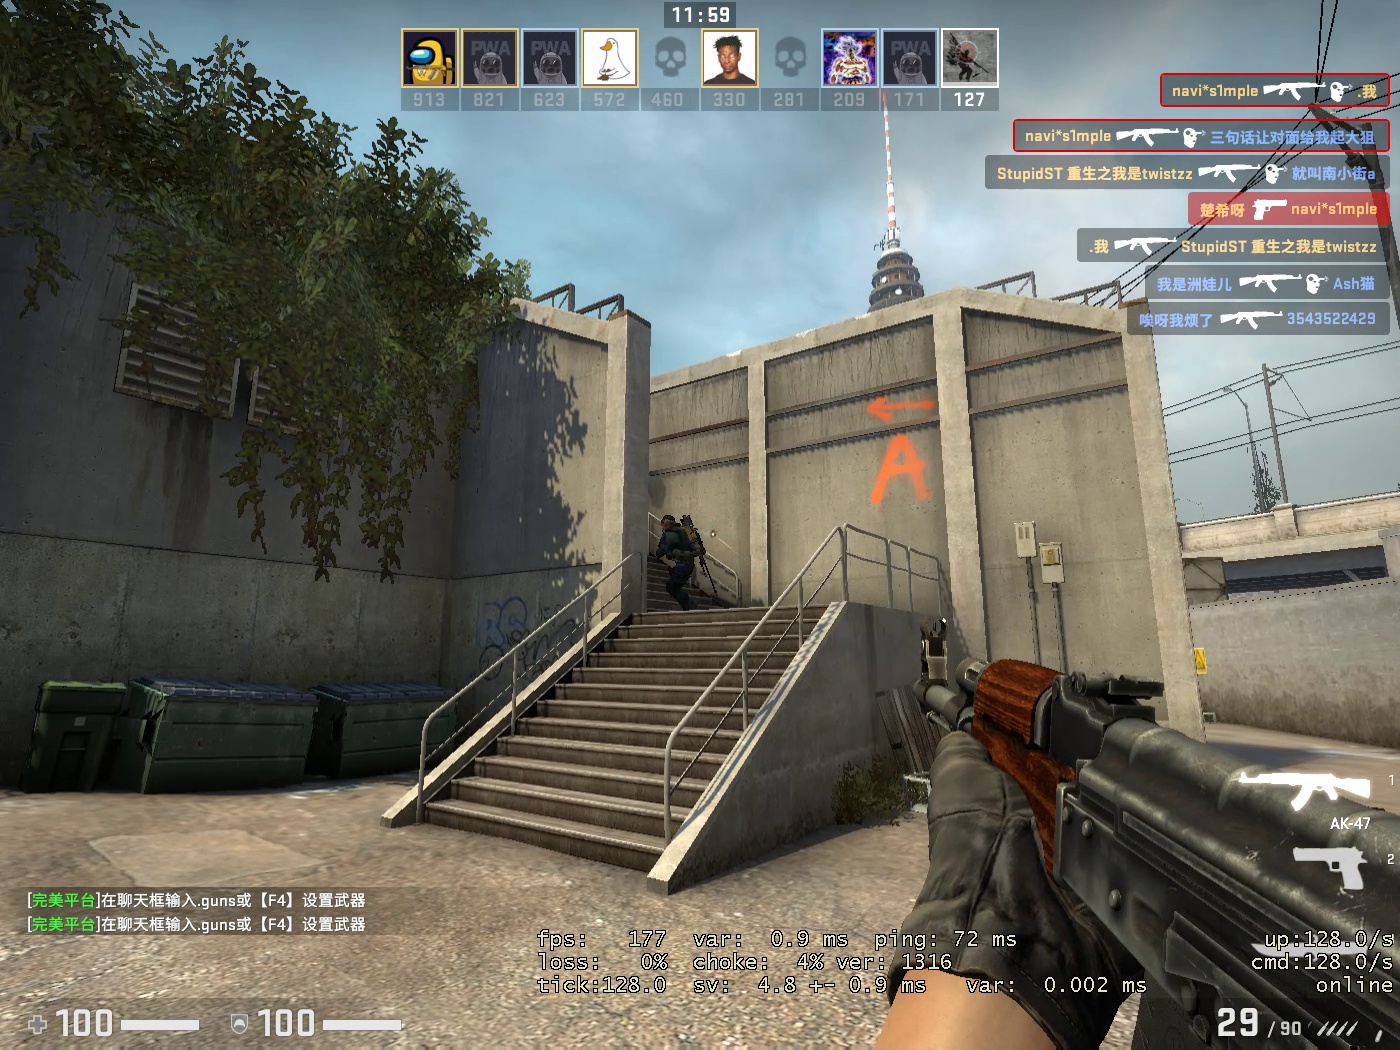 11:59
PWA PWA PWA
913 821 623 572 460 330 281 209 171 127
navi*s1mple .我
navi*s1mple 三句话让对面给我起大狙
StupidST 重生之我是twistzz 就叫南小街a
楚希呀 navi*s1mple
.我 StupidST 重生之我是twistzz
我是洲娃儿 Ash猫
唉呀我烦了 3543522429
A
1
AK-47
2
[完美平台]在聊天框输入.guns或【F4】设置武器
[完美平台]在聊天框输入.guns或【F4】设置武器
fps: 177 var: 0.9 ms ping: 72 ms
loss: 0% choke: 4% ver: 1316
tick:128.0 sv: 4.8 +- 0.9 ms var: 0.002 ms
up:128.0/s
cmd:128.0/s
online
100 100
29 / 90